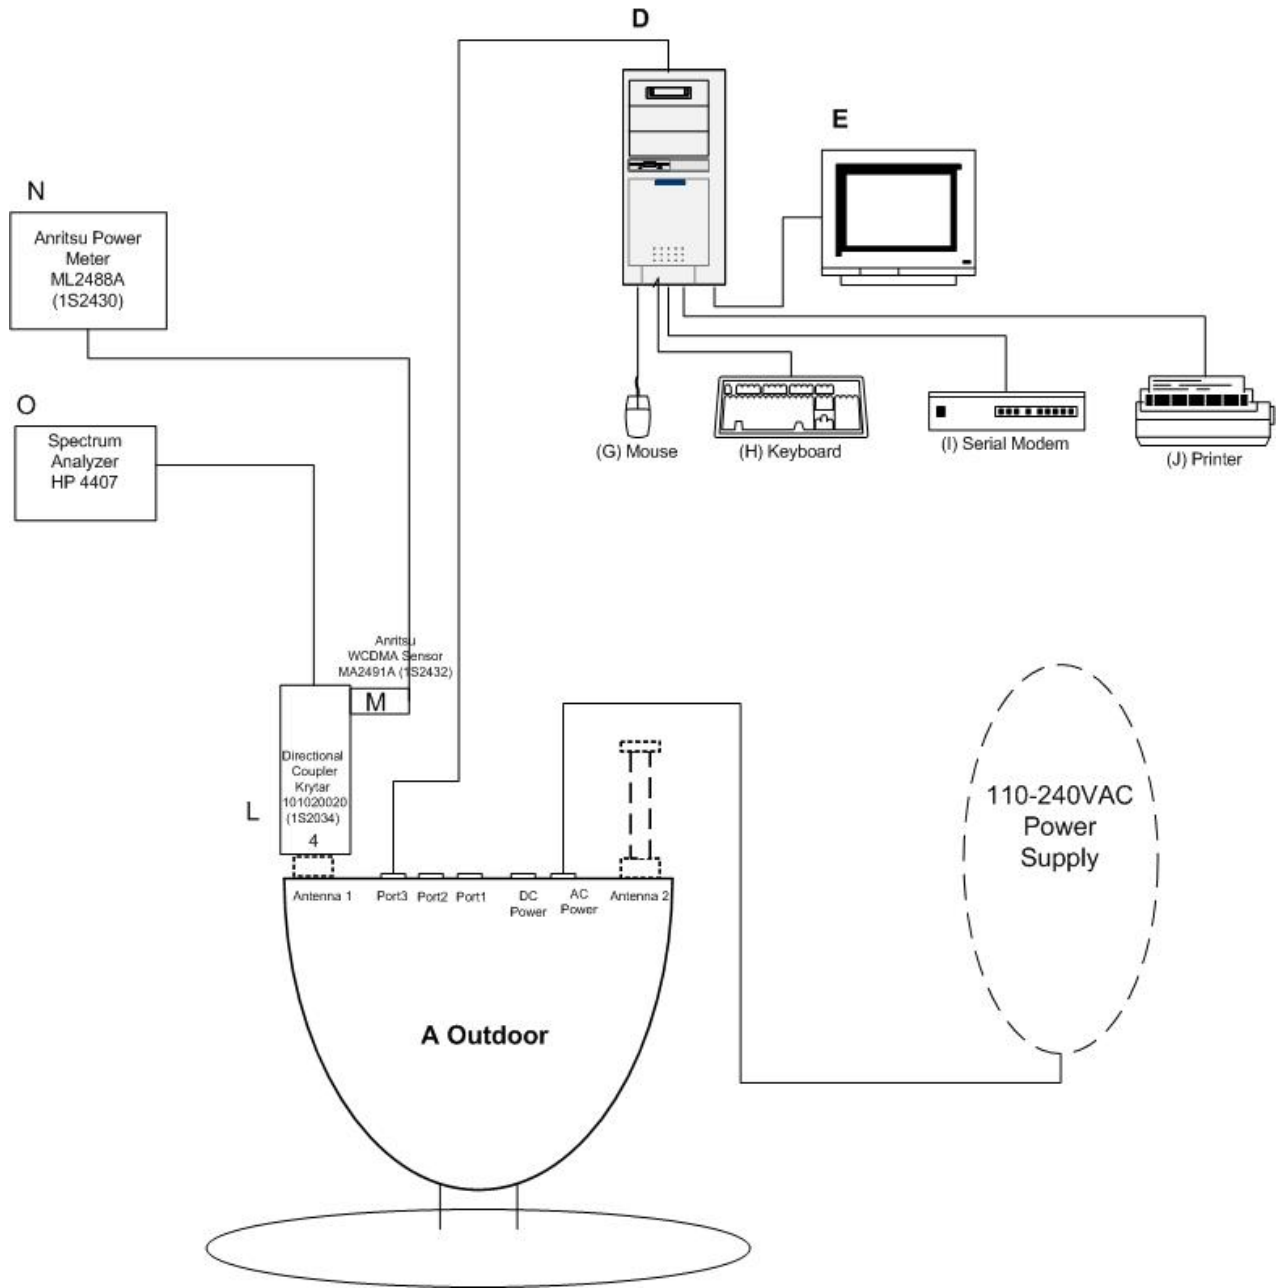 D
E
N
Anritsu Power
Meter
ML2488A
(1S2430)
O
Spectrum
Analyzer
HP 4407
(G) Mouse
(H) Keyboard
(I) Serial Modem
(J) Printer
Anritsu
WCDMA Sensor
MA2491A (1S2432)
M
Directional
Coupler
Krytar
101020020
(1S2034)
4
L
110-240VAC
Power
Supply
Antenna 1
Port3
Port2
Port1
DC
Power
AC
Power
Antenna 2
A Outdoor